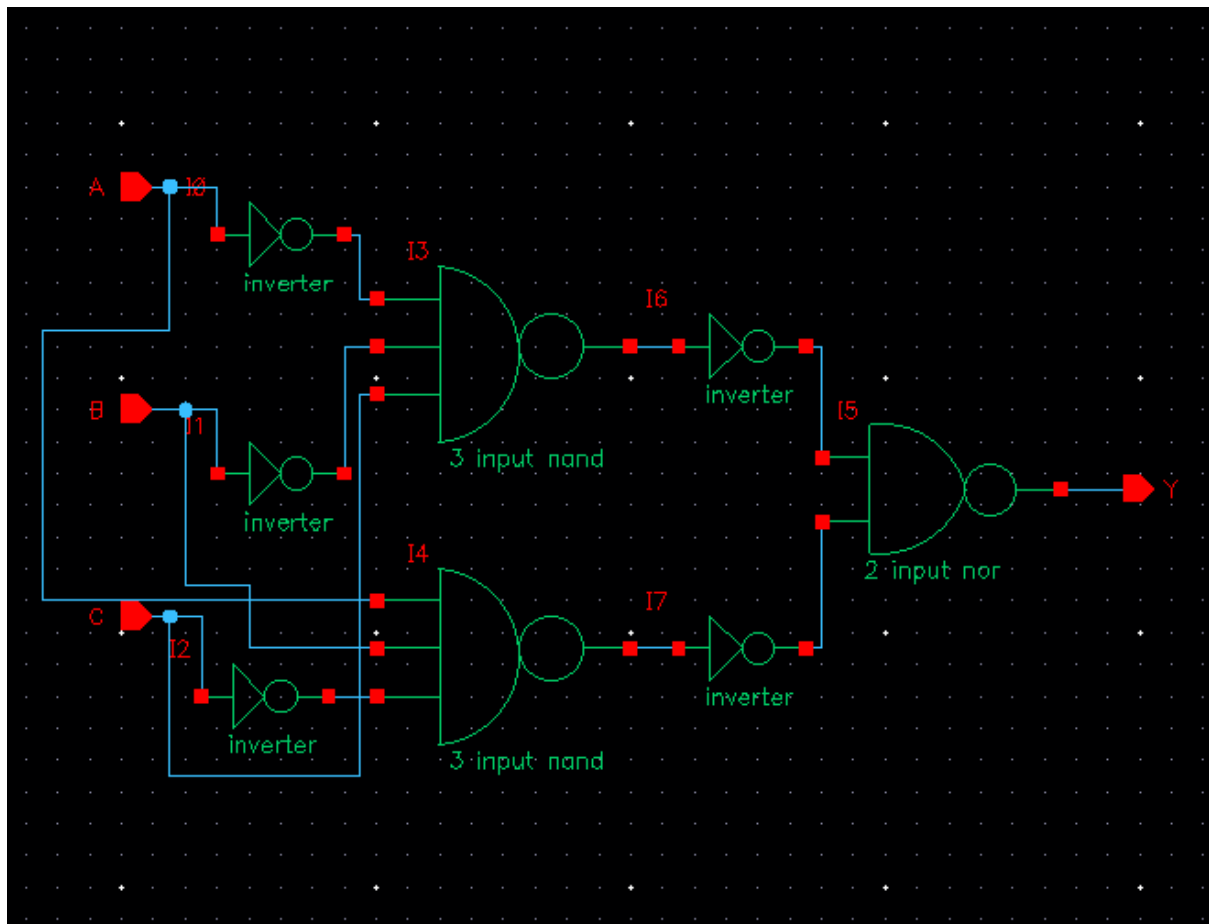 A
I0
inverter
I3
I6
inverter
B
I1
I5
3 input nand
inverter
Y
I4
2 input nor
C
I7
I2
inverter
inverter
3 input nand